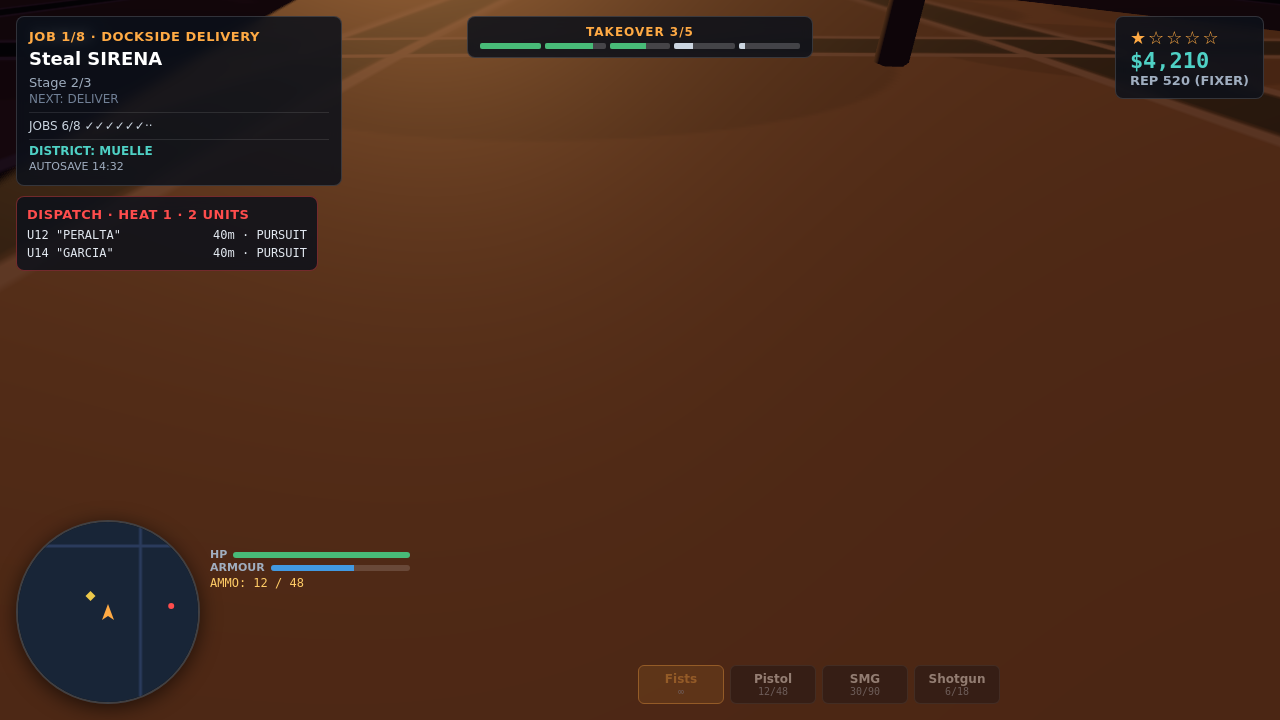 JOB 1/8 · DOCKSIDE DELIVERY
Steal SIRENA
Stage 2/3
NEXT: DELIVER
JOBS 6/8 ✓✓✓✓✓✓··
DISTRICT: MUELLE
AUTOSAVE 14:32
DISPATCH · HEAT 1 · 2 UNITS
U12 "PERALTA" 40m · PURSUIT
U14 "GARCIA" 40m · PURSUIT
TAKEOVER 3/5
★☆☆☆☆
$4,210
REP 520 (FIXER)
HP
ARMOUR
AMMO: 12 / 48
Fists
∞
Pistol
12/48
SMG
30/90
Shotgun
6/18